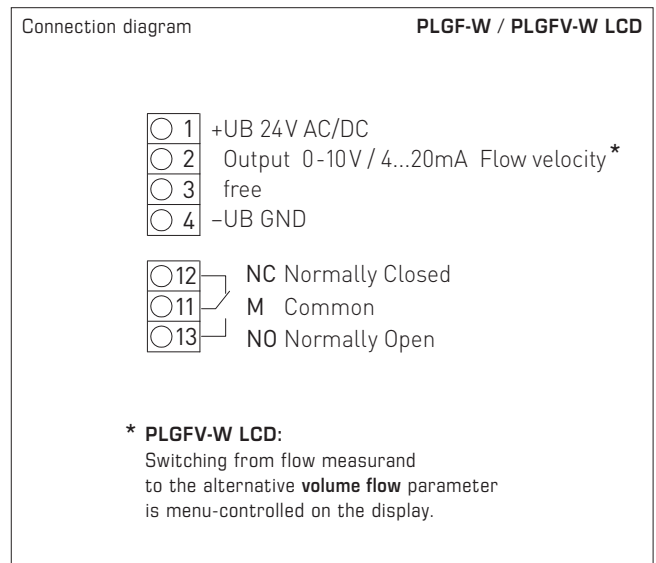 Connection diagram PLGF-W / PLGFV-W LCD
1 +UB 24V AC/DC
2 Output 0-10V / 4...20mA Flow velocity*
3 free
4 –UB GND
12 NC Normally Closed
11 M Common
13 NO Normally Open
* PLGFV-W LCD:
Switching from flow measurand
to the alternative volume flow parameter
is menu-controlled on the display.